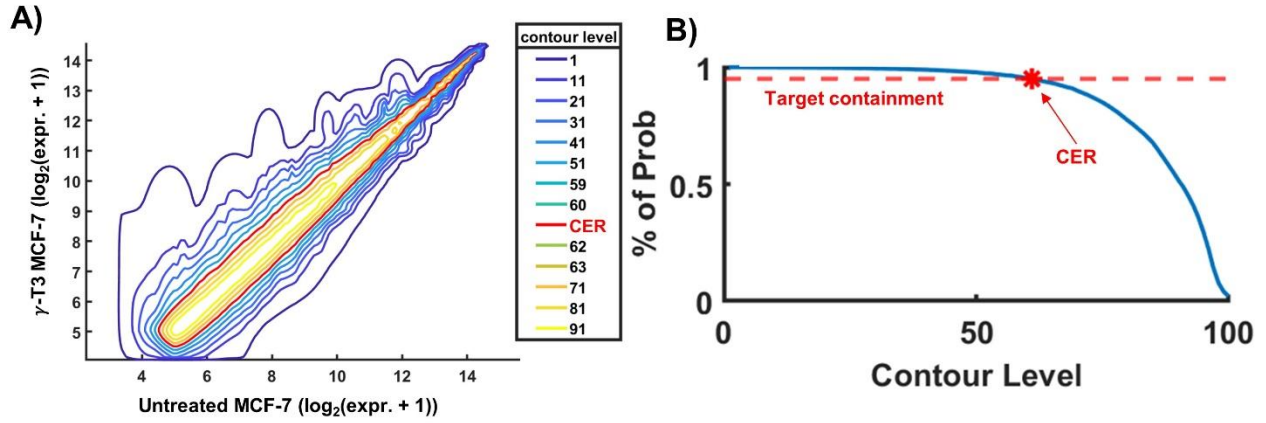 A)
γ-T3 MCF-7 (log₂(expr. + 1))
14
13
12
11
10
9
8
7
6
5
4 6 8 10 12 14
Untreated MCF-7 (log₂(expr. + 1))
contour level
1
11
21
31
41
51
59
60
CER
62
63
71
81
91
B)
% of Prob
1
0.5
0
Target containment
CER
0 50 100
Contour Level